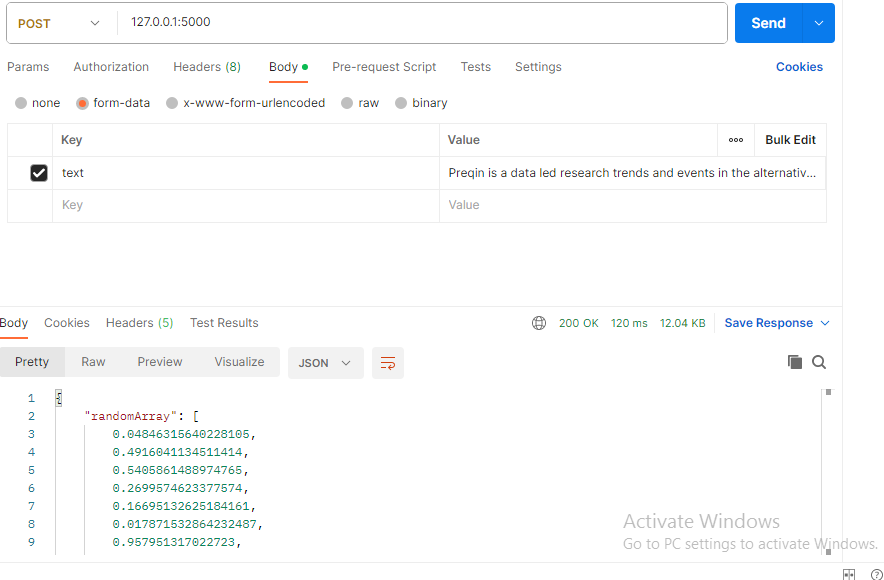 POST 127.0.0.1:5000 Send
Params Authorization Headers (8) Body Pre-request Script Tests Settings Cookies
none form-data x-www-form-urlencoded raw binary
Key Value ooo Bulk Edit
text Preqin is a data led research trends and events in the alternativ...
Key Value
Body Cookies Headers (5) Test Results 200 OK 120 ms 12.04 KB Save Response
Pretty Raw Preview Visualize JSON
1 {
2 "randomArray": [
3 0.04846315640228105,
4 0.4916041134511414,
5 0.5405861488974765,
6 0.2699574623377574,
7 0.16695132625184161,
8 0.017871532864232487,
9 0.957951317022723,
Activate Windows
Go to PC settings to activate Windows.